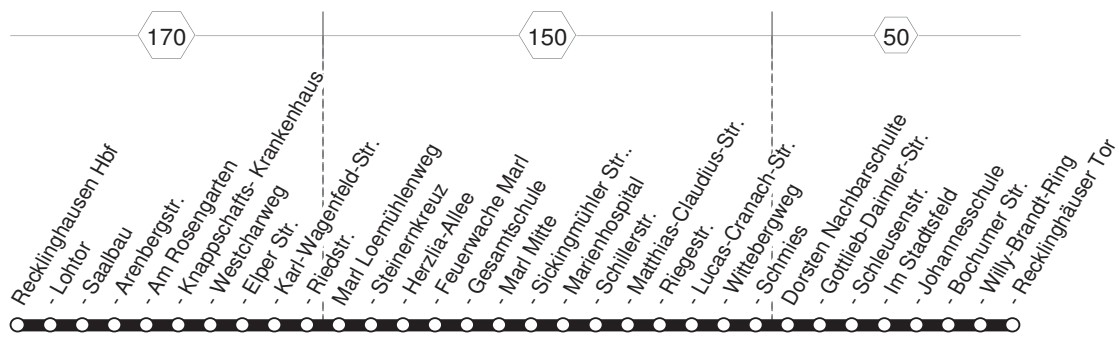 170
150
50
Recklinghausen Hbf
- Lohtor
- Saalbau
- Arenbergstr.
- Am Rosengarten
- Knappschafts- Krankenhaus
- Westcharweg
- Elper Str.
- Karl-Wagenfeld-Str.
- Riedstr.
Marl Loemühlenweg
- Steinernkreuz
- Herzlia-Allee
- Feuerwache Marl
- Gesamtschule
- Marl Mitte
- Sickingmühler Str..
- Marienhospital
- Schillerstr.
- Matthias-Claudius-Str.
- Riegestr.
- Lucas-Cranach-Str.
- Wittebergweg
- Schmies
Dorsten Nachbarschulte
- Gottlieb-Daimler-Str.
- Schleusenstr.
- Im Stadtsfeld
- Johannesschule
- Bochumer Str.
- Willy-Brandt-Ring
- Recklinghäuser Tor